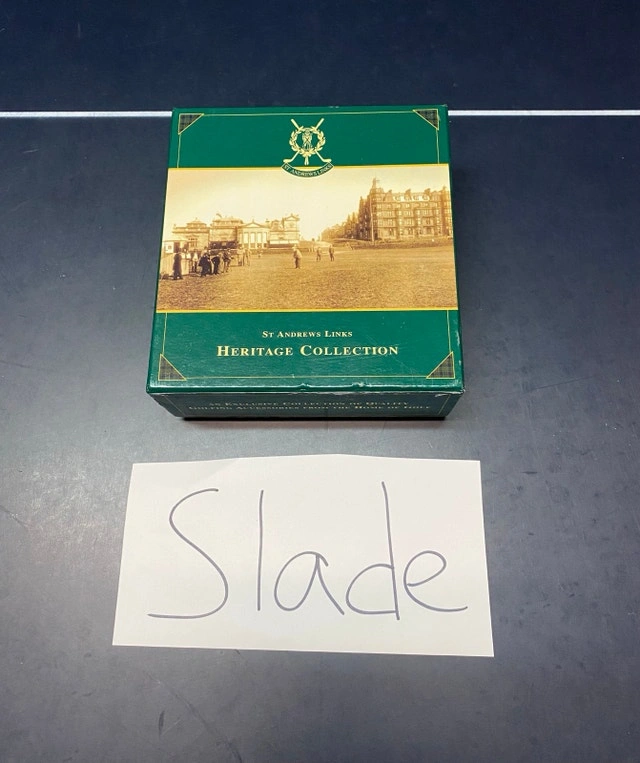 ST ANDREWS LINKS
ST ANDREWS LINKS
HERITAGE COLLECTION
AN EXCLUSIVE COLLECTION OF QUALITY
GOLFING ACCESSORIES FROM THE HOME OF GOLF
Slade